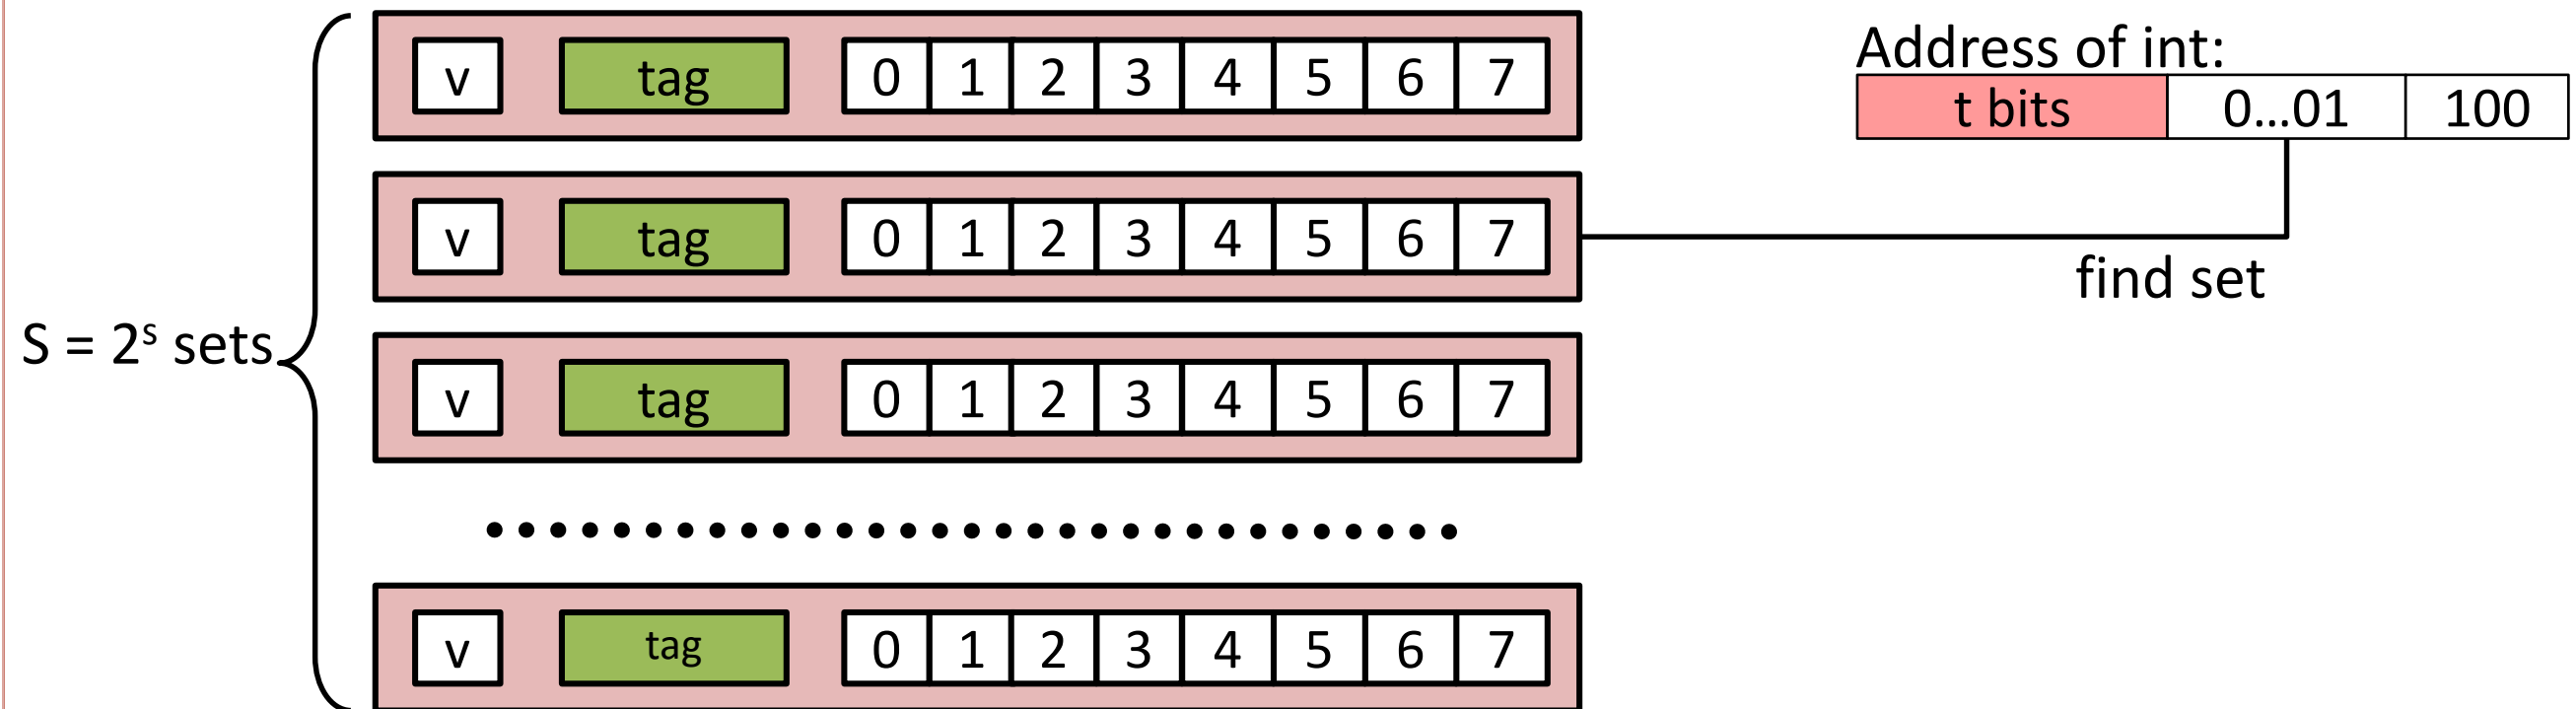 v tag 0 1 2 3 4 5 6 7
Address of int:
t bits 0...01 100
v tag 0 1 2 3 4 5 6 7
find set
S = 2ˢ sets
v tag 0 1 2 3 4 5 6 7
v tag 0 1 2 3 4 5 6 7